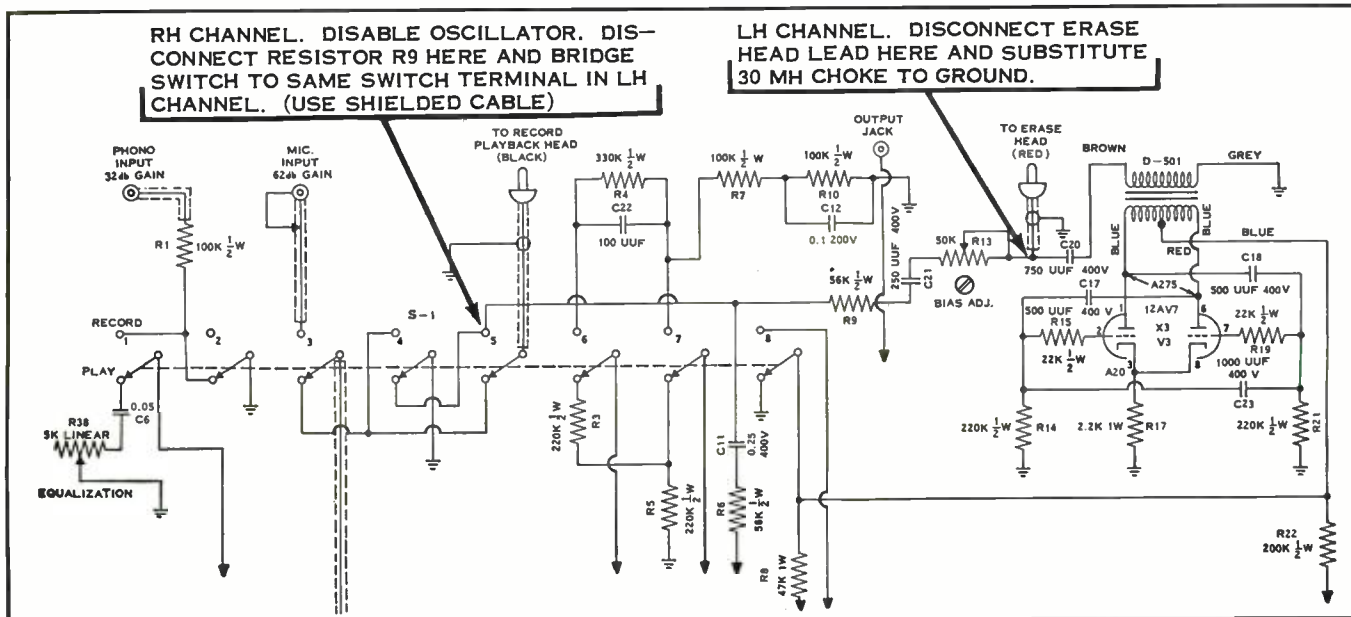 RH CHANNEL. DISABLE OSCILLATOR. DIS-
CONNECT RESISTOR R9 HERE AND BRIDGE
SWITCH TO SAME SWITCH TERMINAL IN LH
CHANNEL. (USE SHIELDED CABLE)
LH CHANNEL. DISCONNECT ERASE
HEAD LEAD HERE AND SUBSTITUTE
30 MH CHOKE TO GROUND.
PHONO
INPUT
32db GAIN
MIC.
INPUT
62db GAIN
TO RECORD
PLAYBACK HEAD
(BLACK)
OUTPUT
JACK
TO ERASE
HEAD
(RED)
BROWN
D-501
GREY
R1
100K ½W
330K ½W
R4
C22
100 UUF
100K ½W
R7
100K ½W
R10
C12
0.1 200V
250 UUF 400V
C21
50K
R13
BIAS ADJ.
56K ½W
R9
1
C20
750 UUF 400V
BLUE
RED
BLUE
BLUE
C18
500 UUF 400V
A275
C17
500 UUF 400 V
12AV7
X3
V3
R15
22K ½W
22K ½W
R19
1
2
3
6
7
8
A20
1000 UUF
400 V
C23
220K ½W
R14
2.2K 1W
R17
220K ½W
R21
RECORD
1
2
3
S-1
4
5
6
7
8
PLAY
0.05
C6
R38
5K LINEAR
EQUALIZATION
220K ½W
R3
R5
220K ½W
C11
0.25
400V
R6
56K ½W
R8
47K 1W
R22
200K ½W